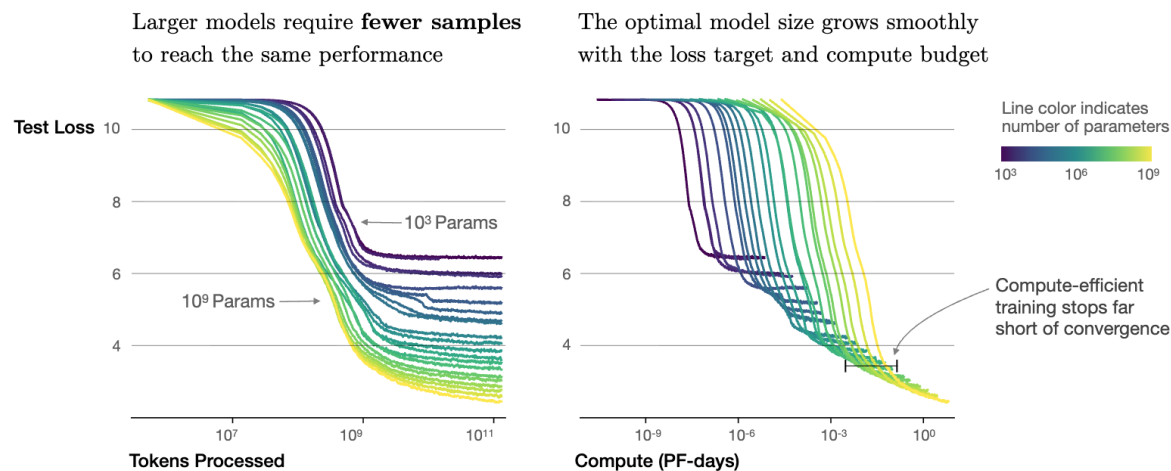 Larger models require fewer samples
to reach the same performance
The optimal model size grows smoothly
with the loss target and compute budget
Test Loss
10
8
6
4
10³ Params
10⁹ Params
10⁷
10⁹
10¹¹
Tokens Processed
10
8
6
4
10⁻⁹
10⁻⁶
10⁻³
10⁰
Compute (PF-days)
Line color indicates
number of parameters
10³
10⁶
10⁹
Compute-efficient
training stops far
short of convergence